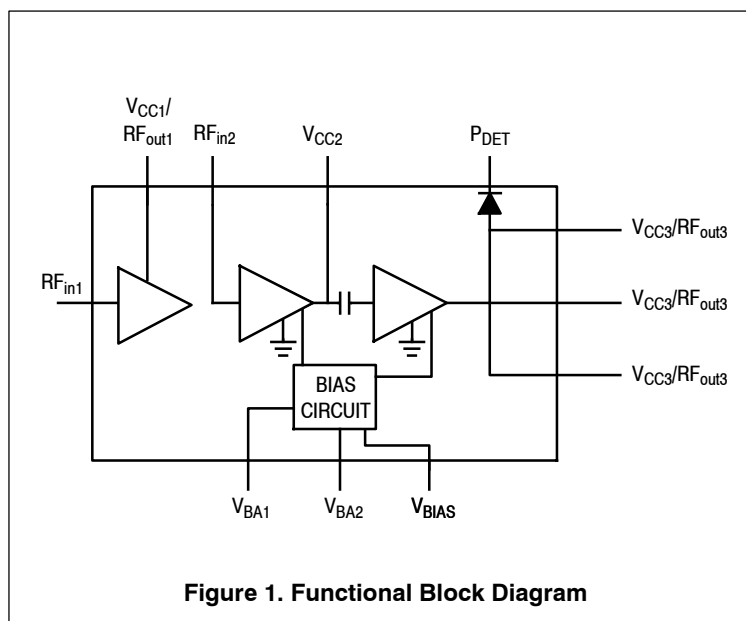 VCC1/
RFout1
RFin2
VCC2
PDET
VCC3/RFout3
RFin1
VCC3/RFout3
VCC3/RFout3
BIAS
CIRCUIT
VBA1
VBA2
VBIAS
Figure 1. Functional Block Diagram